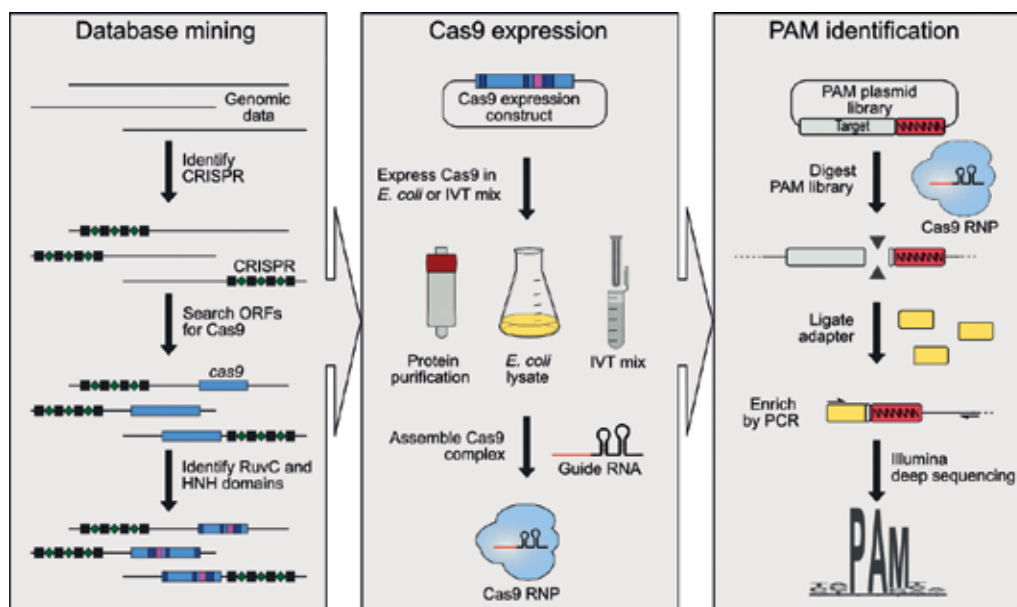 Database mining
Genomic
data
Identify
CRISPR
CRISPR
Search ORFs
for Cas9
cas9
Identify RuvC and
HNH domains
Cas9 expression
Cas9 expression
construct
Express Cas9 in
E. coli or IVT mix
Protein
purification
E. coli
lysate
IVT mix
Assemble Cas9
complex
Guide RNA
Cas9 RNP
PAM identification
PAM plasmid
library
Target
NNNNNNN
Digest
PAM library
Cas9 RNP
Ligate
adapter
Enrich
by PCR
Illumina
deep sequencing
PAM